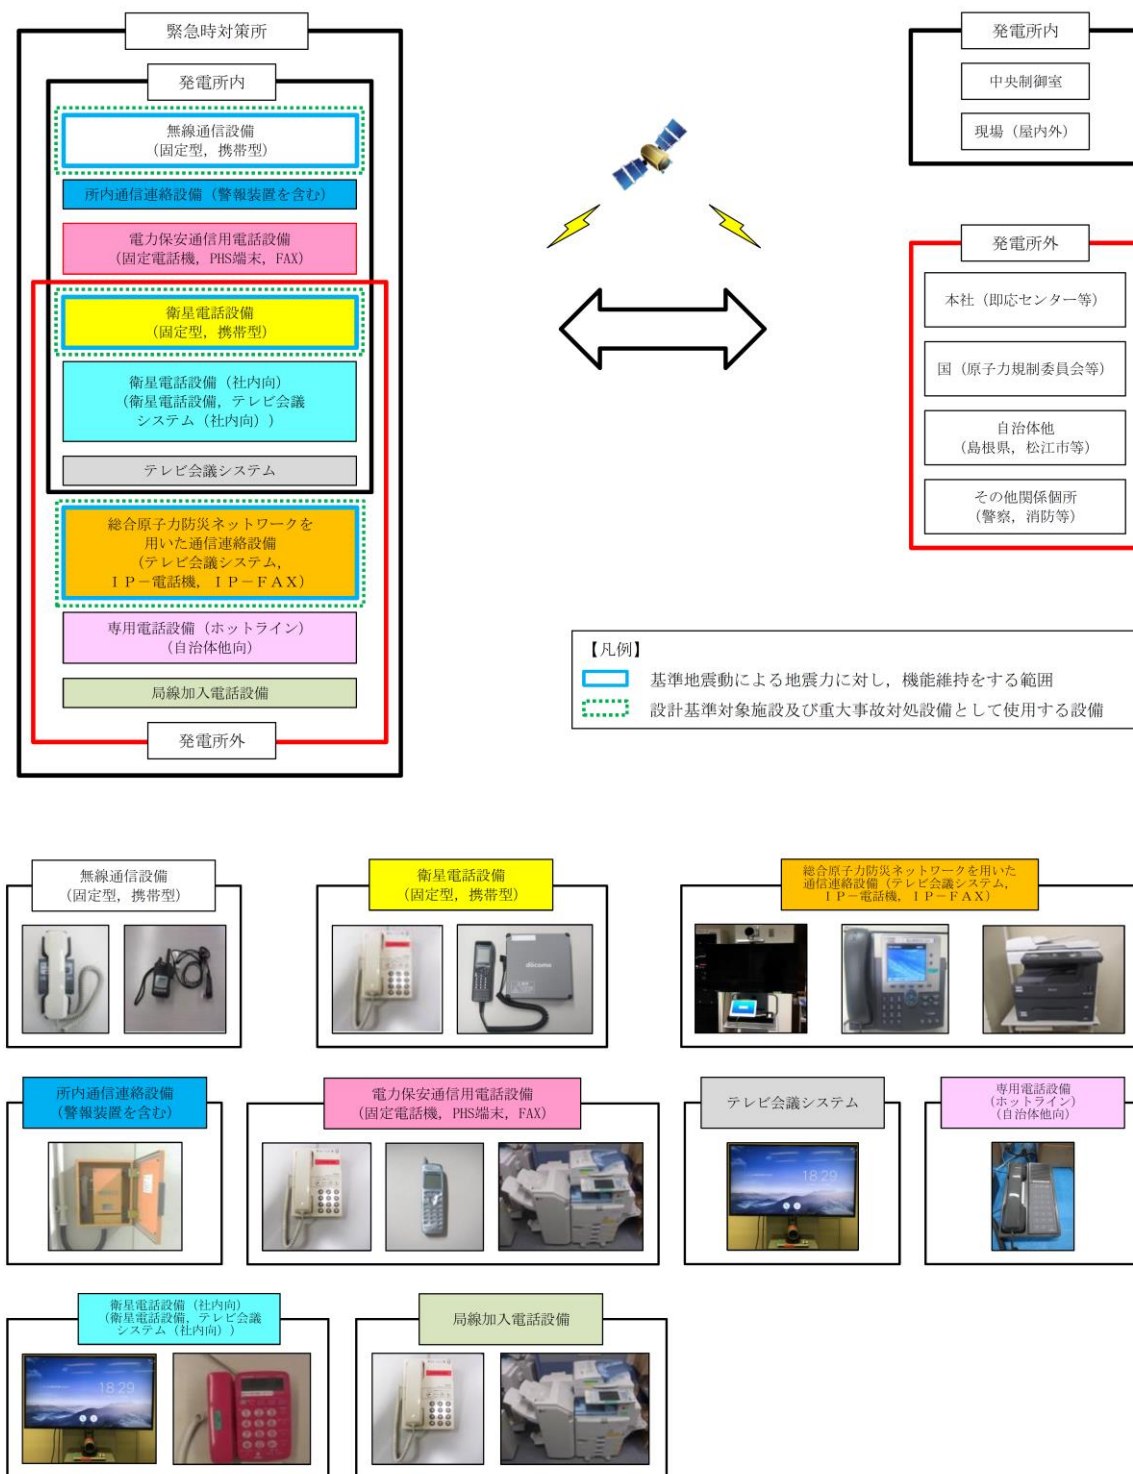 緊急時対策所
発電所内
無線通信設備
(固定型，携帯型)
所内通信連絡設備（警報装置を含む）
電力保安通信用電話設備
(固定電話機，PHS端末，FAX)
衛星電話設備
(固定型，携帯型)
衛星電話設備（社内向）
(衛星電話設備，テレビ会議
システム（社内向））
テレビ会議システム
総合原子力防災ネットワークを
用いた通信連絡設備
(テレビ会議システム，
ＩＰ－電話機，ＩＰ－ＦＡＸ)
専用電話設備（ホットライン）
(自治体他向)
局線加入電話設備
発電所外
発電所内
中央制御室
現場（屋内外）
発電所外
本社（即応センター等）
国（原子力規制委員会等）
自治体他
(島根県，松江市等)
その他関係個所
(警察，消防等)
【凡例】
基準地震動による地震力に対し，機能維持をする範囲
設計基準対象施設及び重大事故対処設備として使用する設備
無線通信設備
(固定型，携帯型)
衛星電話設備
(固定型，携帯型)
döcomo
総合原子力防災ネットワークを用いた
通信連絡設備（テレビ会議システム，
ＩＰ－電話機，ＩＰ－ＦＡＸ）
所内通信連絡設備
(警報装置を含む)
電力保安通信用電話設備
(固定電話機，PHS端末，FAX)
テレビ会議システム
18:29
専用電話設備
(ホットライン)
(自治体他向)
衛星電話設備（社内向）
(衛星電話設備，テレビ会議
システム（社内向））
18:29
局線加入電話設備